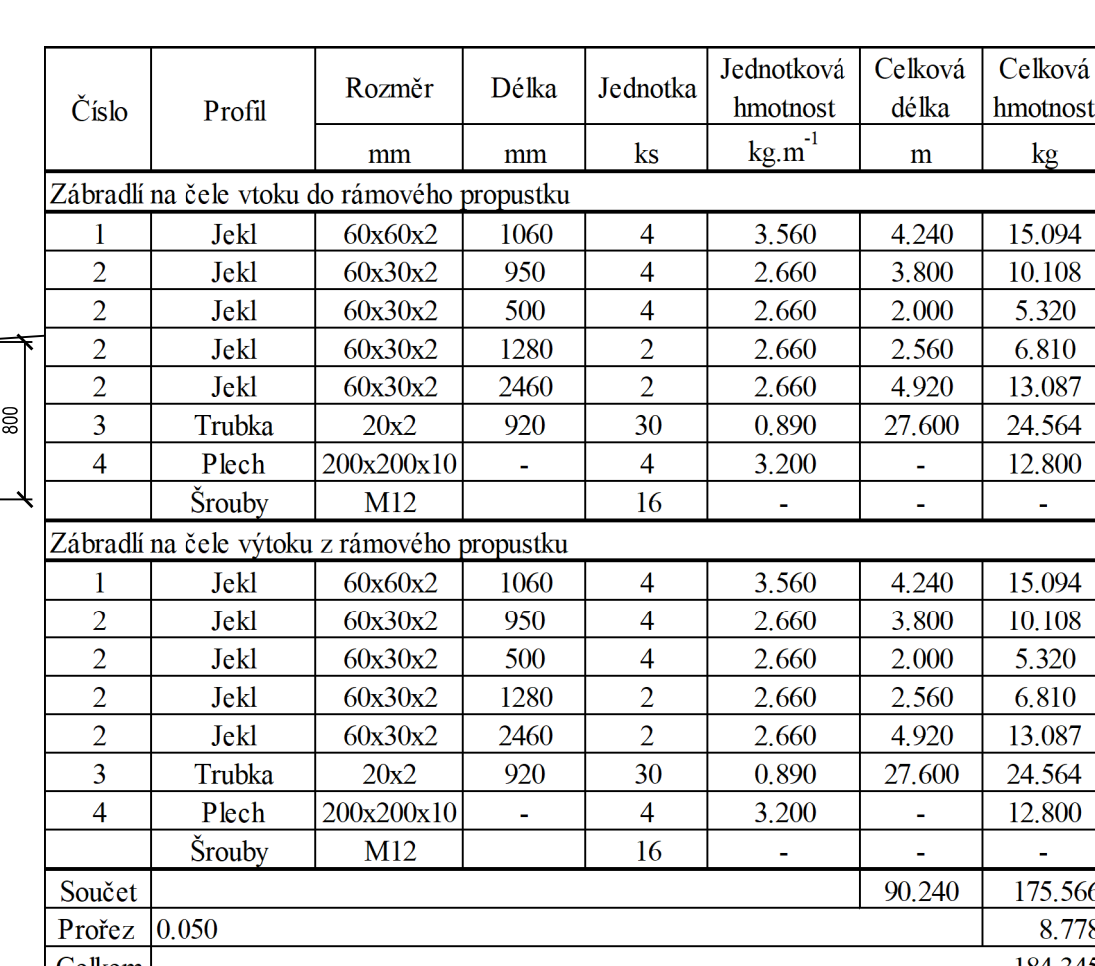 Číslo Profil Rozměr Délka Jednotka Jednotková hmotnost Celková délka Celková hmotnost
mm mm ks kg.m-1 m kg
Zábradlí na čele vtoku do rámového propustku
1 Jekl 60x60x2 1060 4 3.560 4.240 15.094
2 Jekl 60x30x2 950 4 2.660 3.800 10.108
2 Jekl 60x30x2 500 4 2.660 2.000 5.320
2 Jekl 60x30x2 1280 2 2.660 2.560 6.810
2 Jekl 60x30x2 2460 2 2.660 4.920 13.087
800
3 Trubka 20x2 920 30 0.890 27.600 24.564
4 Plech 200x200x10 - 4 3.200 - 12.800
Šrouby M12 16 - - -
Zábradlí na čele výtoku z rámového propustku
1 Jekl 60x60x2 1060 4 3.560 4.240 15.094
2 Jekl 60x30x2 950 4 2.660 3.800 10.108
2 Jekl 60x30x2 500 4 2.660 2.000 5.320
2 Jekl 60x30x2 1280 2 2.660 2.560 6.810
2 Jekl 60x30x2 2460 2 2.660 4.920 13.087
3 Trubka 20x2 920 30 0.890 27.600 24.564
4 Plech 200x200x10 - 4 3.200 - 12.800
Šrouby M12 16 - - -
Součet 90.240 175.566
Prořez 0.050 8.778
Celkem 184.345